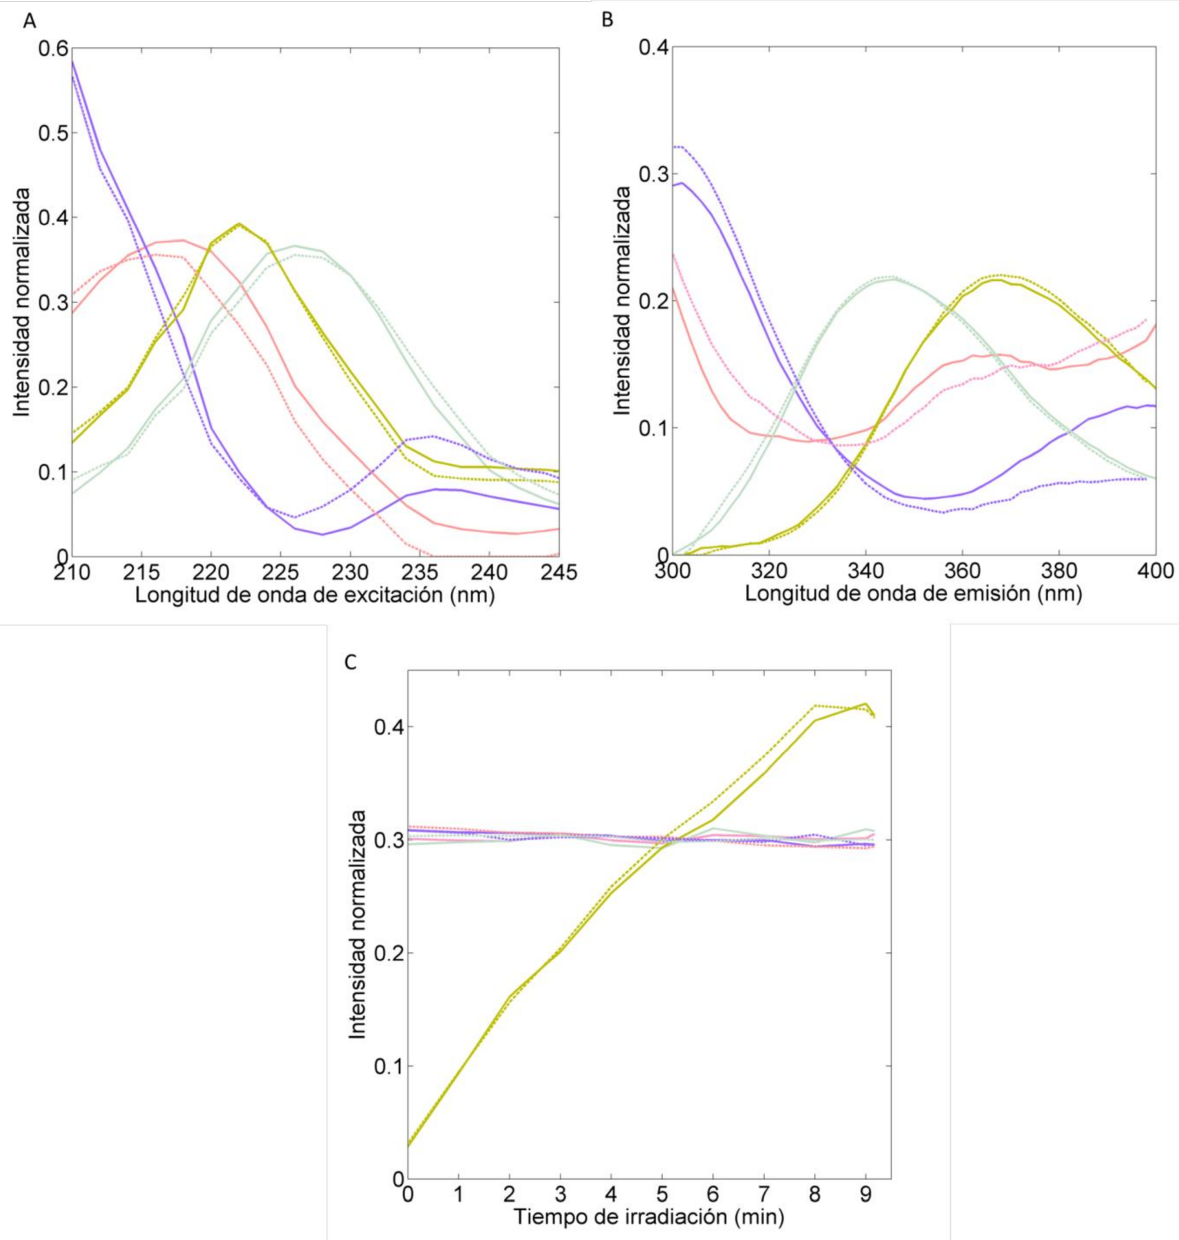 A
0.6
0.5
0.4
0.3
0.2
0.1
0
Intensidad normalizada
210 215 220 225 230 235 240 245
Longitud de onda de excitación (nm)
B
0.4
0.3
0.2
0.1
0
Intensidad normalizada
300 320 340 360 380 400
Longitud de onda de emisión (nm)
C
0.4
0.3
0.2
0.1
0
Intensidad normalizada
0 1 2 3 4 5 6 7 8 9
Tiempo de irradiación (min)